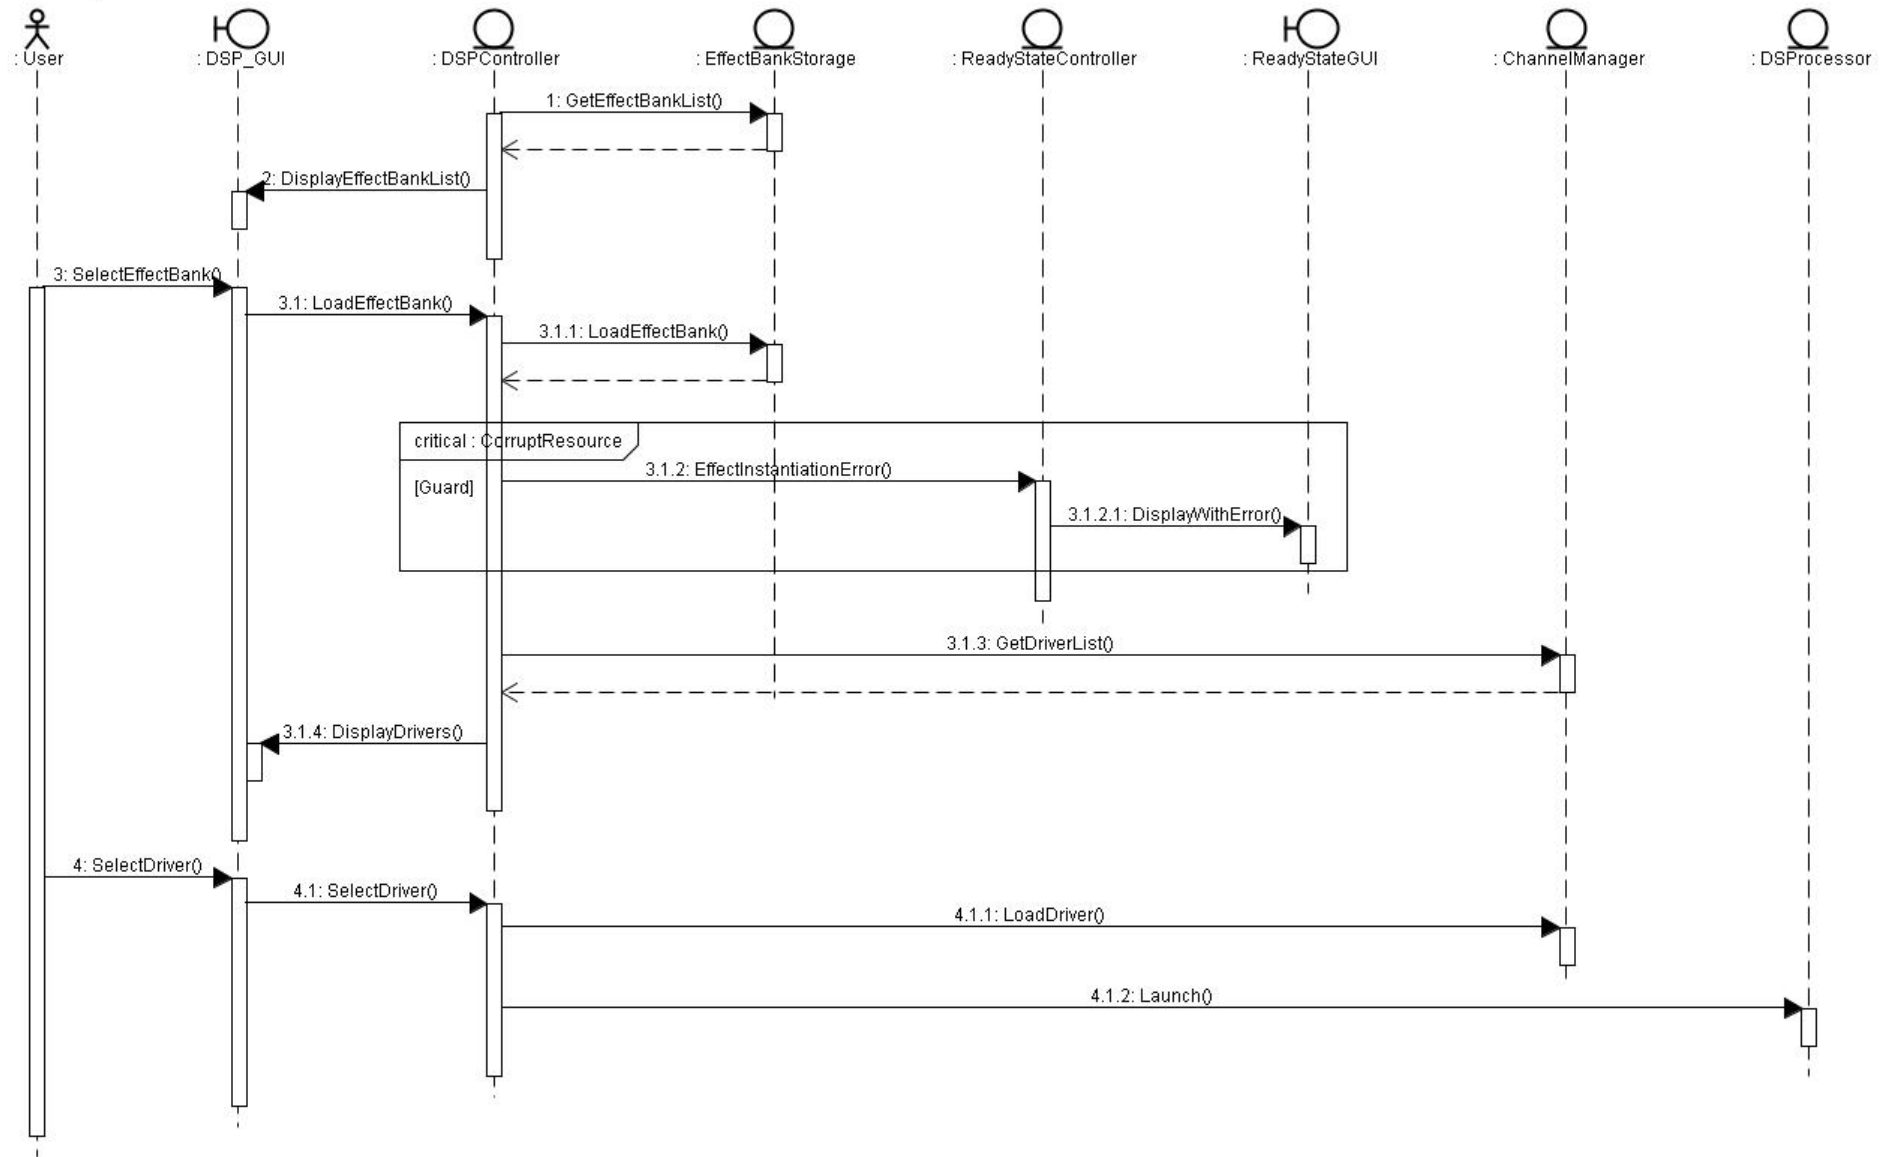 : User
: DSP_GUI
: DSPController
: EffectBankStorage
: ReadyStateController
: ReadyStateGUI
: ChannelManager
: DSProcessor
1: GetEffectBankList()
2: DisplayEffectBankList()
3: SelectEffectBank()
3.1: LoadEffectBank()
3.1.1: LoadEffectBank()
critical : CorruptResource
3.1.2: EffectInstantiationError()
[Guard]
3.1.2.1: DisplayWithError()
3.1.3: GetDriverList()
3.1.4: DisplayDrivers()
4: SelectDriver()
4.1: SelectDriver()
4.1.1: LoadDriver()
4.1.2: Launch()